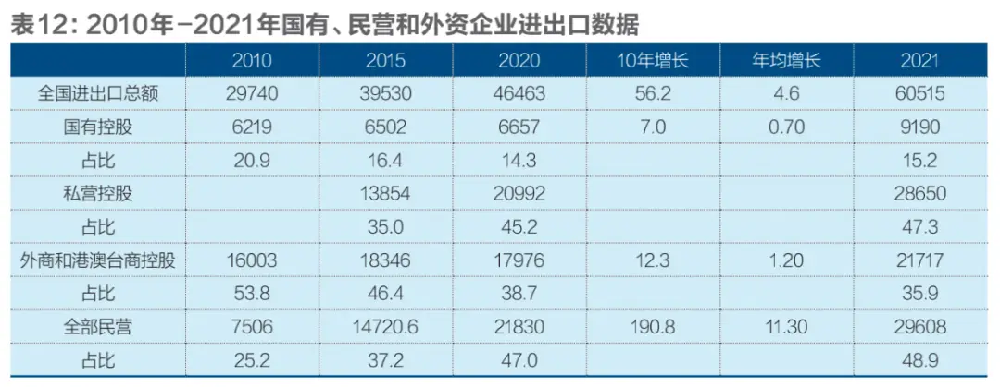 表12：2010年-2021年国有、民营和外资企业进出口数据
2010 2015 2020 10年增长 年均增长 2021
全国进出口总额 29740 39530 46463 56.2 4.6 60515
国有控股 6219 6502 6657 7.0 0.70 9190
占比 20.9 16.4 14.3 15.2
私营控股 13854 20992 28650
占比 35.0 45.2 47.3
外商和港澳台商控股 16003 18346 17976 12.3 1.20 21717
占比 53.8 46.4 38.7 35.9
全部民营 7506 14720.6 21830 190.8 11.30 29608
占比 25.2 37.2 47.0 48.9